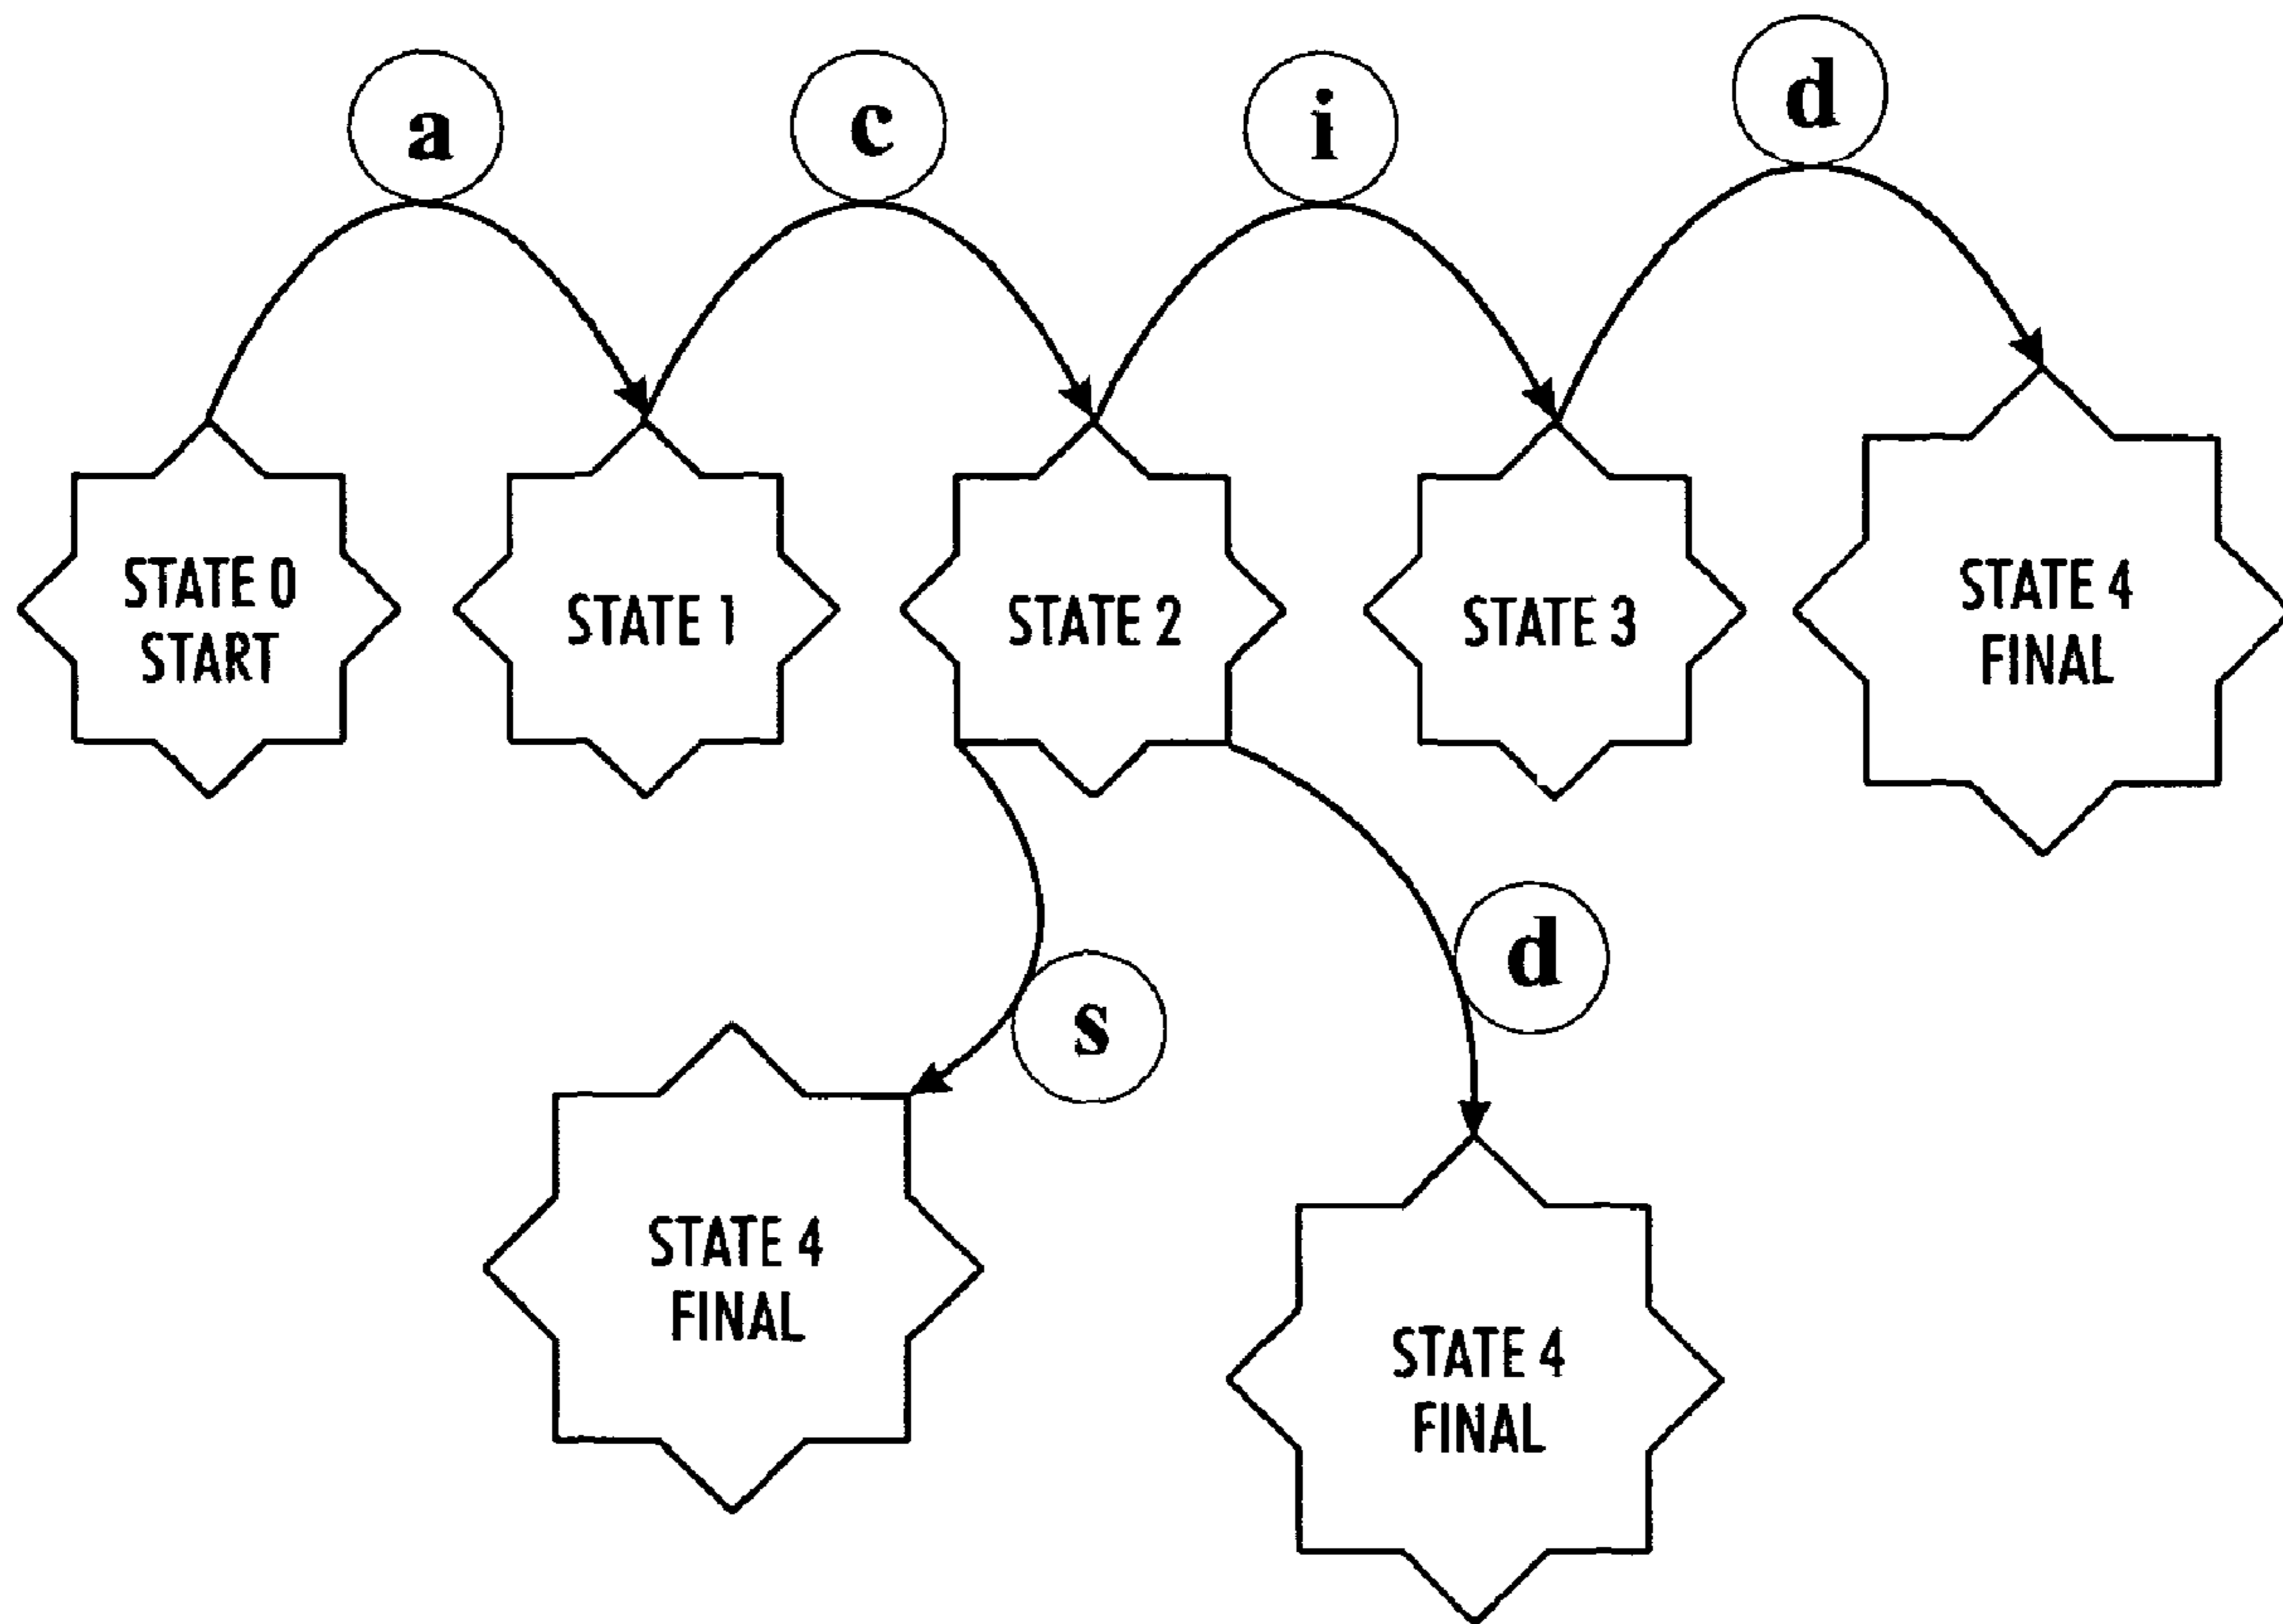 a
c
i
d
STATE 0
START
STATE 1
STATE 2
STATE 3
STATE 4
FINAL
s
d
STATE 4
FINAL
STATE 4
FINAL